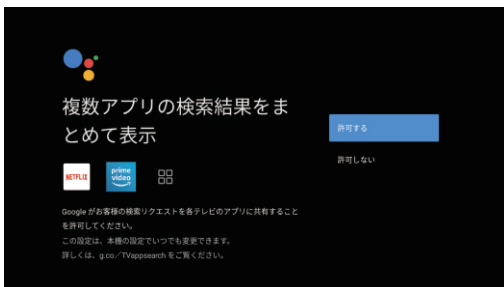 複数アプリの検索結果をま
とめて表示
NETFLIX
prime
video
Google がお客様の検索リクエストを各テレビのアプリに共有すること
を許可してください。
この設定は、本機の設定でいつでも変更できます。
詳しくは、g.co／TVappsearch をご覧ください。
許可する
許可しない